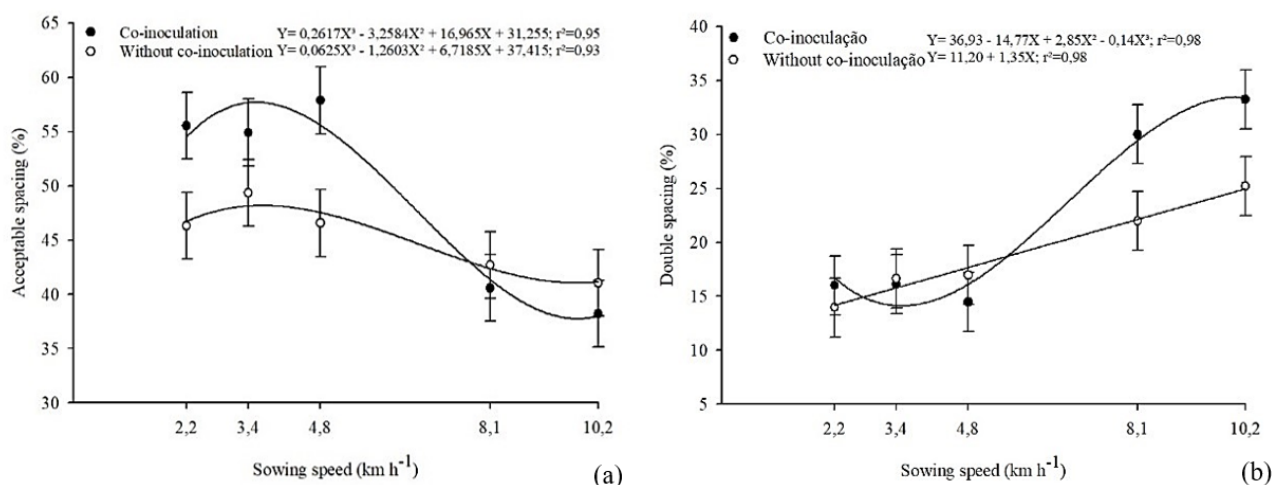 Co-inoculation Y= 0,2617X³ - 3,2584X² + 16,965X + 31,255; r²=0,95
Without co-inoculation Y= 0,0625X³ - 1,2603X² + 6,7185X + 37,415; r²=0,93
65
60
55
50
45
40
35
30
Acceptable spacing (%)
2,2 3,4 4,8 8,1 10,2
Sowing speed (km h⁻¹)
(a)
Co-inoculação Y= 36,93 - 14,77X + 2,85X² - 0,14X³; r²=0,98
Without co-inoculação Y= 11,20 + 1,35X; r²=0,98
40
35
30
25
20
15
10
5
Double spacing (%)
2,2 3,4 4,8 8,1 10,2
Sowing speed (km h⁻¹)
(b)